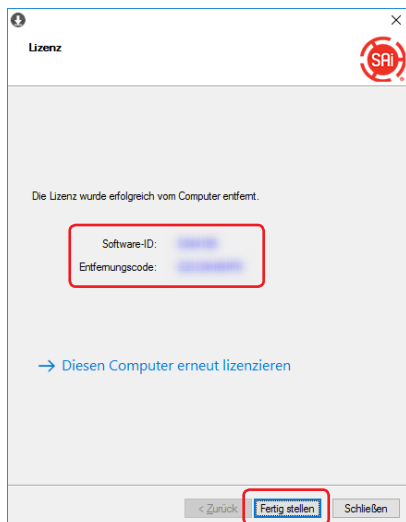 Lizenz
SAi
Die Lizenz wurde erfolgreich vom Computer entfernt.
Software-ID:
Entfernungscode:
→ Diesen Computer erneut lizenzieren
< Zurück
Fertig stellen
Schließen